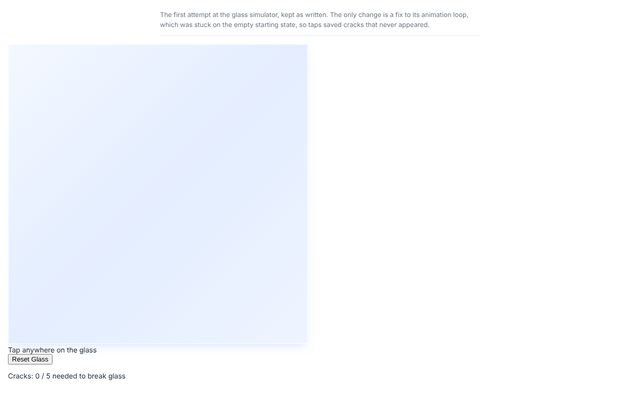 The first attempt at the glass simulator, kept as written. The only change is a fix to its animation loop,
which was stuck on the empty starting state, so taps saved cracks that never appeared.
Tap anywhere on the glass
Reset Glass
Cracks: 0 / 5 needed to break glass